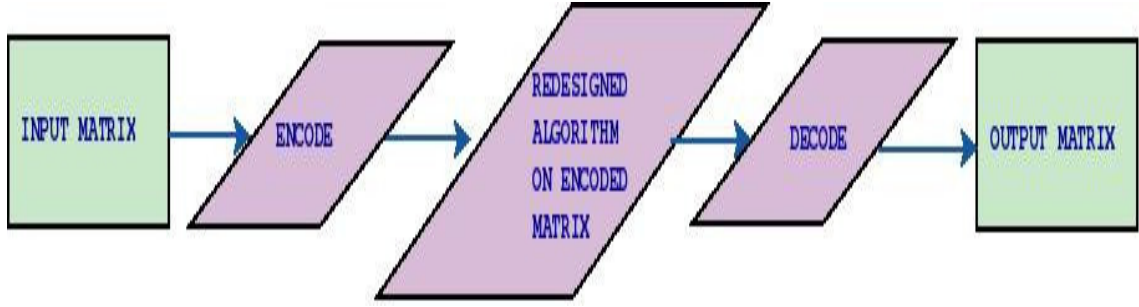 INPUT MATRIX
ENCODE
REDESIGNED
ALGORITHM
ON ENCODED
MATRIX
DECODE
OUTPUT MATRIX